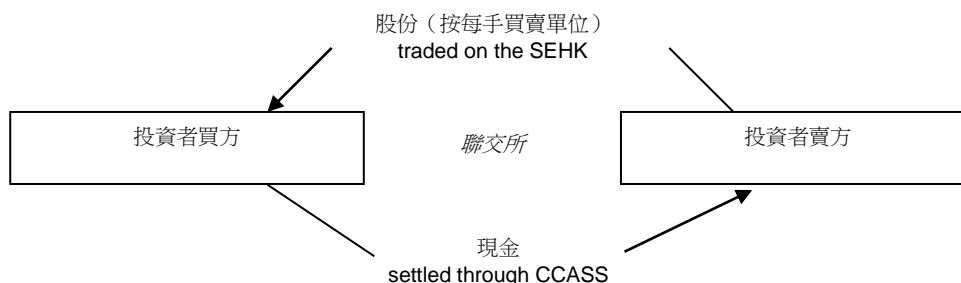 股份（按每手買賣單位）
traded on the SEHK
投資者買方
聯交所
投資者賣方
現金
settled through CCASS